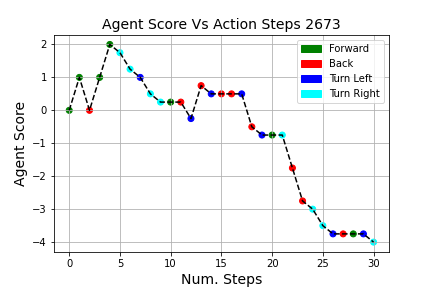 Agent Score Vs Action Steps 2673
Agent Score
2
1
0
−1
−2
−3
−4
Forward
Back
Turn Left
Turn Right
0
5
10
15
20
25
30
Num. Steps